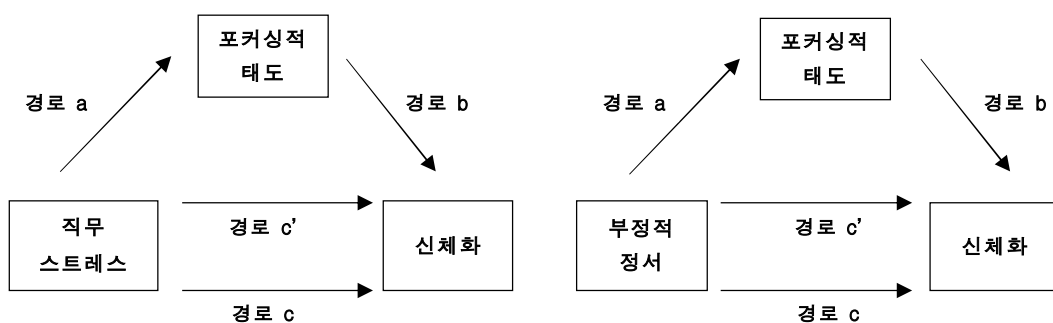 포커싱적
태도
경로 a
경로 b
직무
스트레스
경로 c'
신체화
경로 c
포커싱적
태도
경로 a
경로 b
부정적
정서
경로 c'
신체화
경로 c